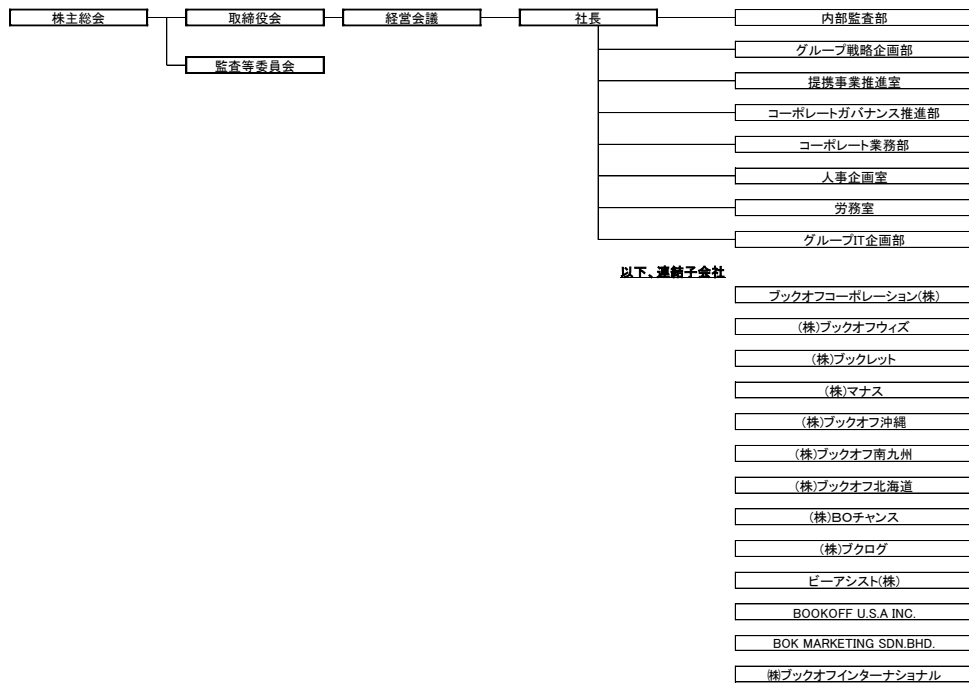 株主総会
取締役会
経営会議
社長
内部監査部
グループ戦略企画部
監査等委員会
提携事業推進室
コーポレートガバナンス推進部
コーポレート業務部
人事企画室
労務室
グループIT企画部
以下、連結子会社
ブックオフコーポレーション(株)
(株)ブックオフウィズ
(株)ブックレット
(株)マナス
(株)ブックオフ沖縄
(株)ブックオフ南九州
(株)ブックオフ北海道
(株)BOチャンス
(株)ブクログ
ビーアシスト(株)
BOOKOFF U.S.A INC.
BOK MARKETING SDN.BHD.
㈱ブックオフインターナショナル